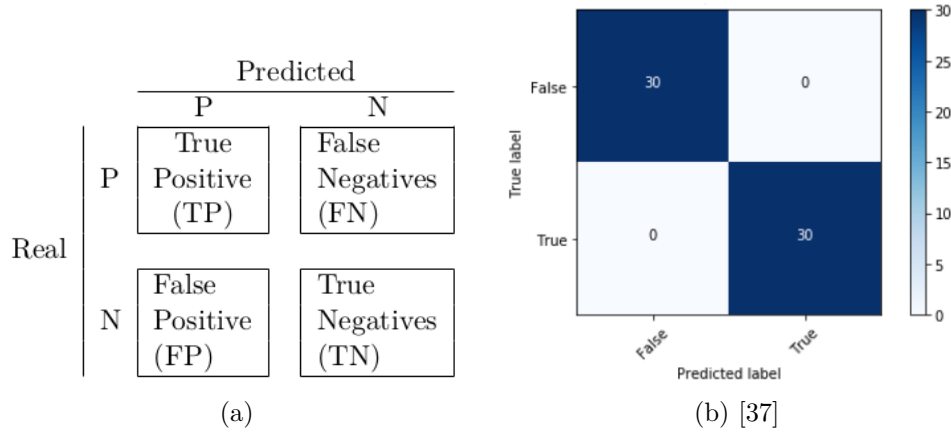 Predicted
P N
Real
P
True
Positive
(TP)
False
Negatives
(FN)
N
False
Positive
(FP)
True
Negatives
(TN)
(a)
True label
False
True
30 0
0 30
False
True
Predicted label
30
25
20
15
10
5
0
(b) [37]